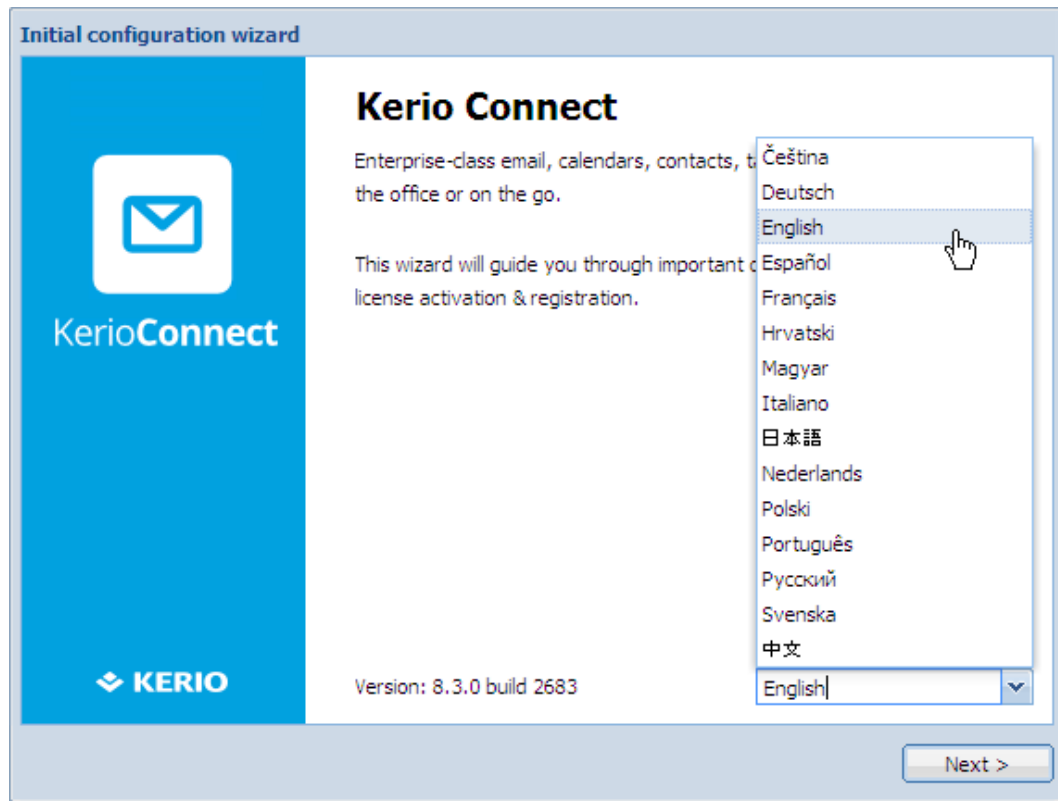 Initial configuration wizard
Kerio Connect
Enterprise-class email, calendars, contacts,
the office or on the go.
This wizard will guide you through important
license activation & registration.
KerioConnect
KERIO
Version: 8.3.0 build 2683
Čeština
Deutsch
English
Español
Français
Hrvatski
Magyar
Italiano
日本語
Nederlands
Polski
Português
Русский
Svenska
中文
English
Next >